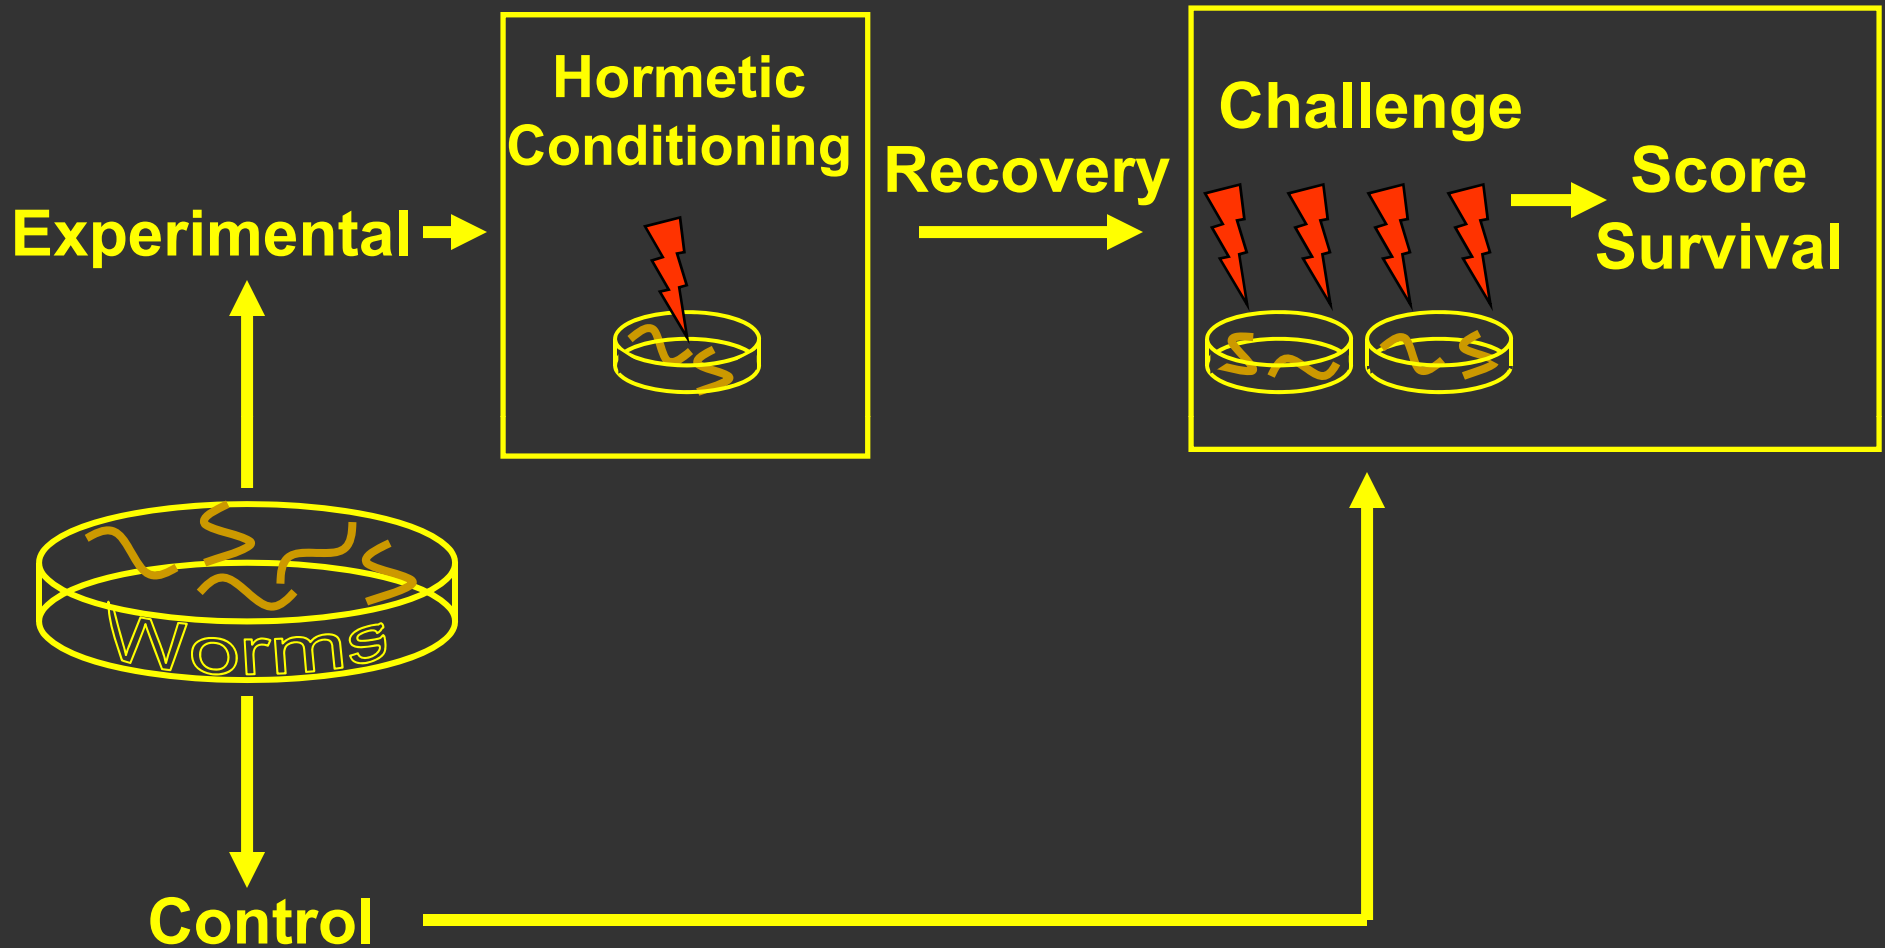 Hormetic
Conditioning
Challenge
Recovery
Score
Survival
Experimental
Worms
Control